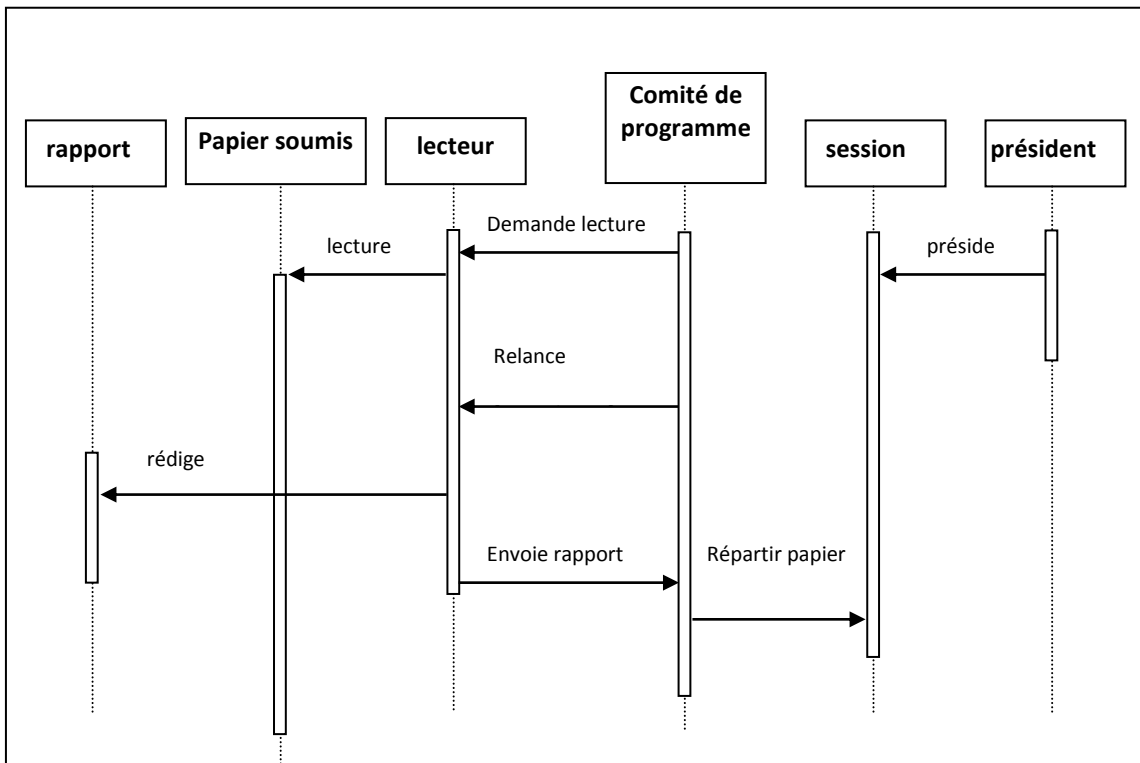 Comité de
programme
rapport
Papier soumis
lecteur
session
président
Demande lecture
lecture
préside
Relance
rédige
Envoie rapport
Répartir papier